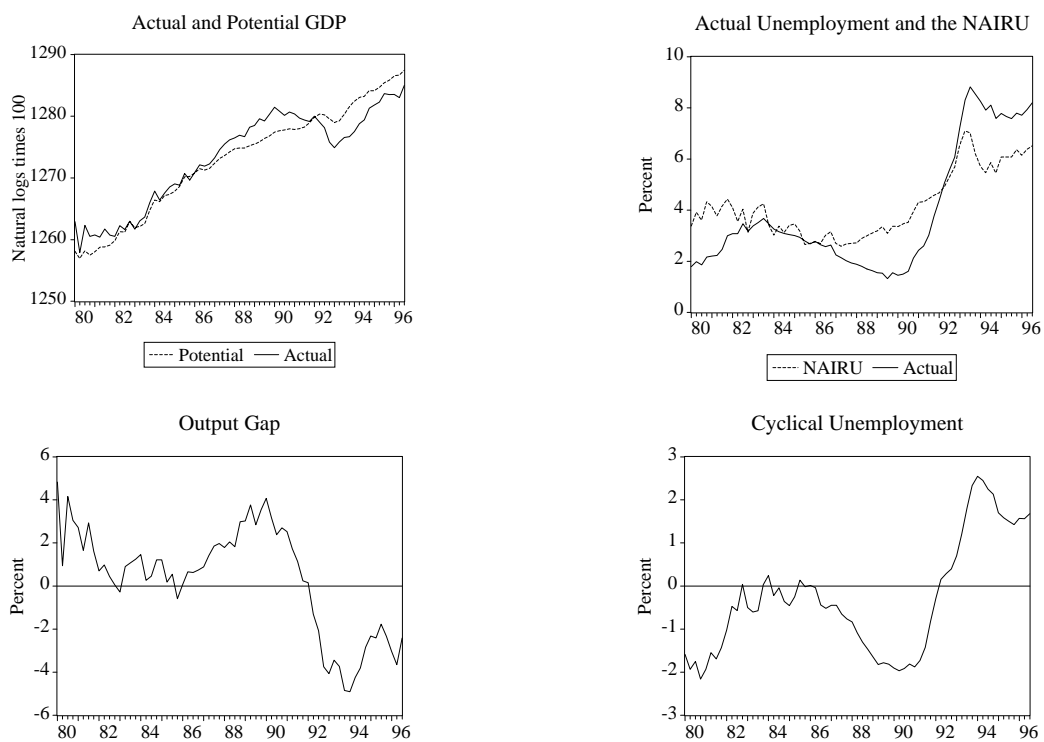 Actual and Potential GDP
1290
1280
1270
1260
1250
Natural logs times 100
80 82 84 86 88 90 92 94 96
Potential Actual
Actual Unemployment and the NAIRU
10
8
6
4
2
0
Percent
80 82 84 86 88 90 92 94 96
NAIRU Actual
Output Gap
6
4
2
0
-2
-4
-6
Percent
80 82 84 86 88 90 92 94 96
Cyclical Unemployment
3
2
1
0
-1
-2
-3
Percent
80 82 84 86 88 90 92 94 96